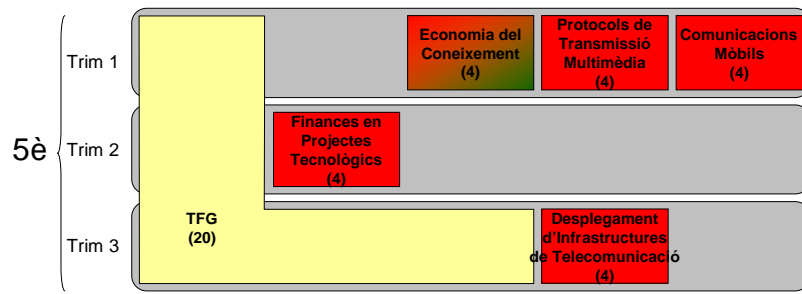 5è
Trim 1
Economia del
Coneixement
(4)
Protocols de
Transmissió
Multimèdia
(4)
Comunicacions
Mòbils
(4)
Trim 2
Finances en
Projectes
Tecnològics
(4)
TFG
(20)
Trim 3
Desplegament
d'Infrastructures
de Telecomunicació
(4)